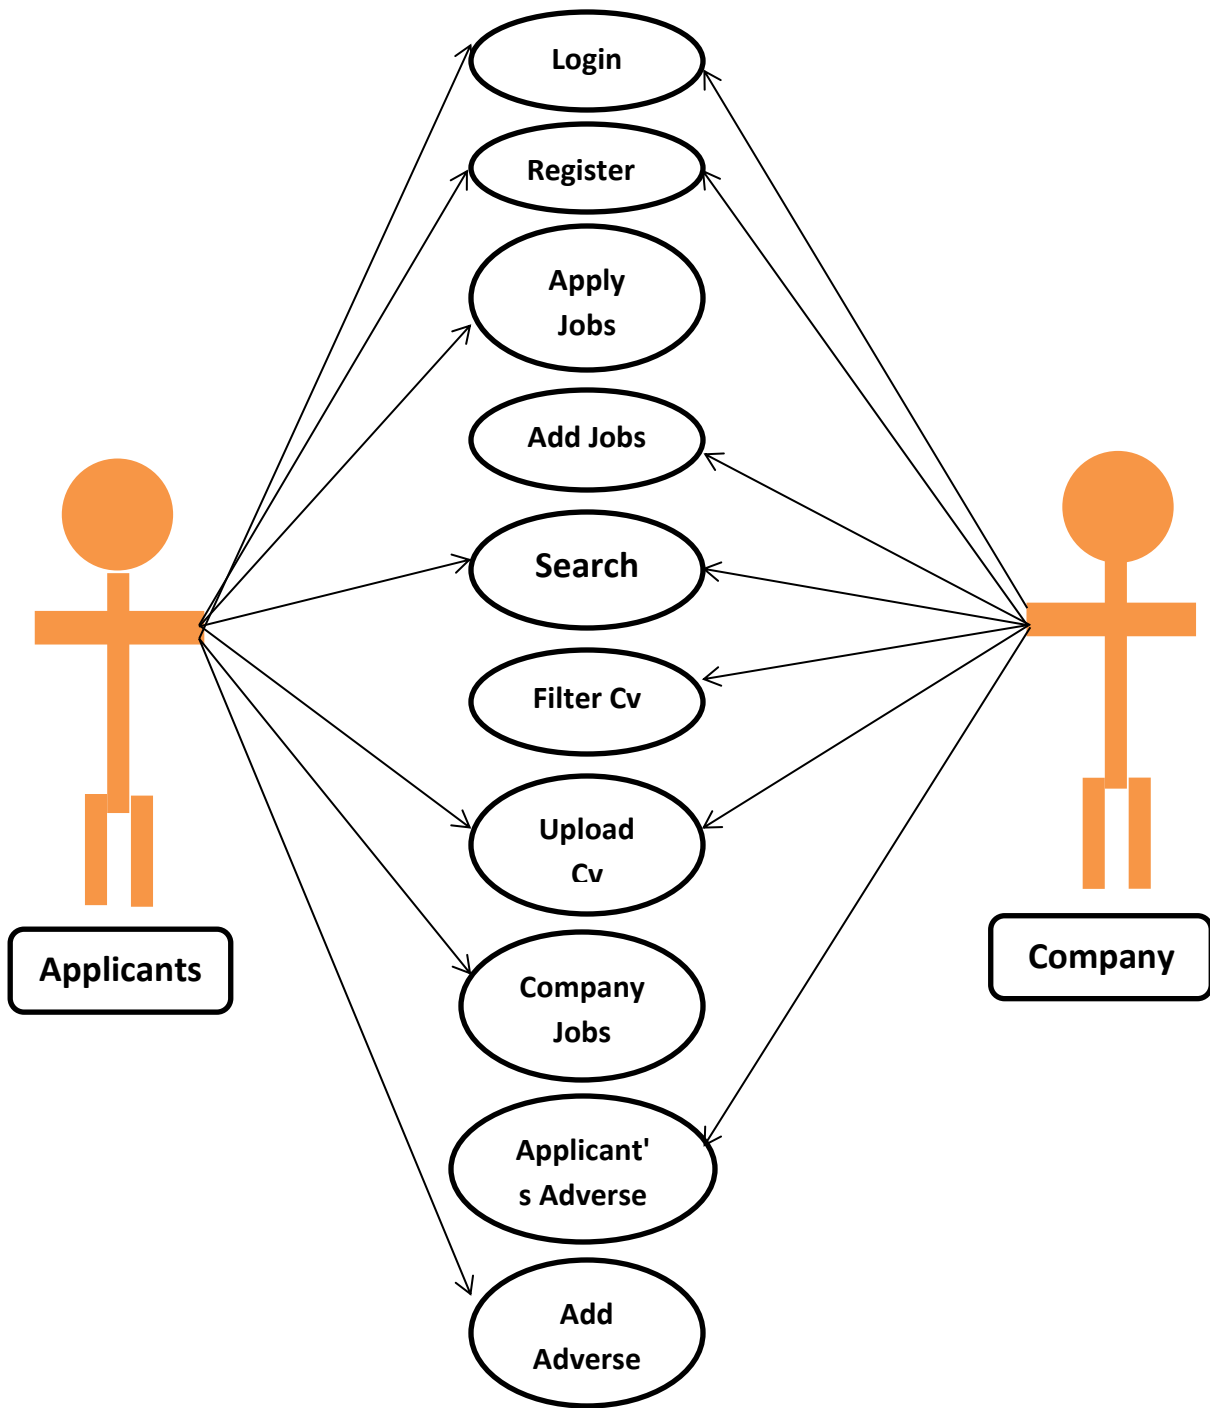 Login
Register
Apply
Jobs
Add Jobs
Search
Filter Cv
Upload
Cv
Applicants
Company
Company
Jobs
Applicant'
s Adverse
Add
Adverse